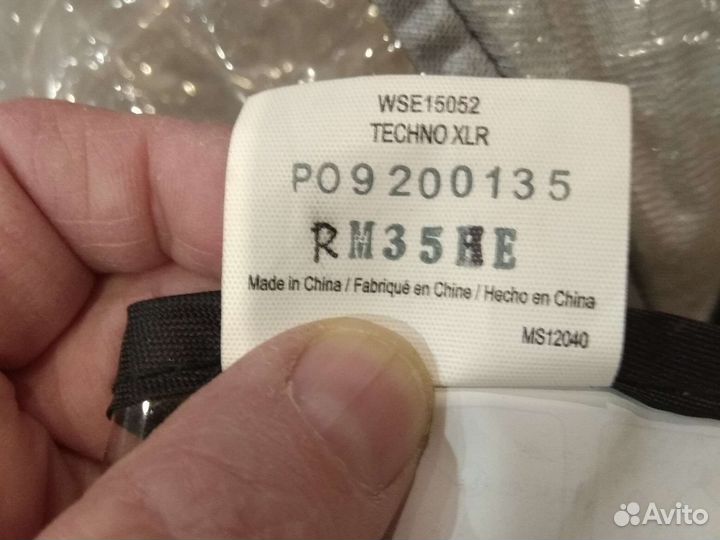 WSE15052
TECHNO XLR
PO9200135
RM35HE
Made in China / Fabriqué en Chine / Hecho en China
MS12040
Avito